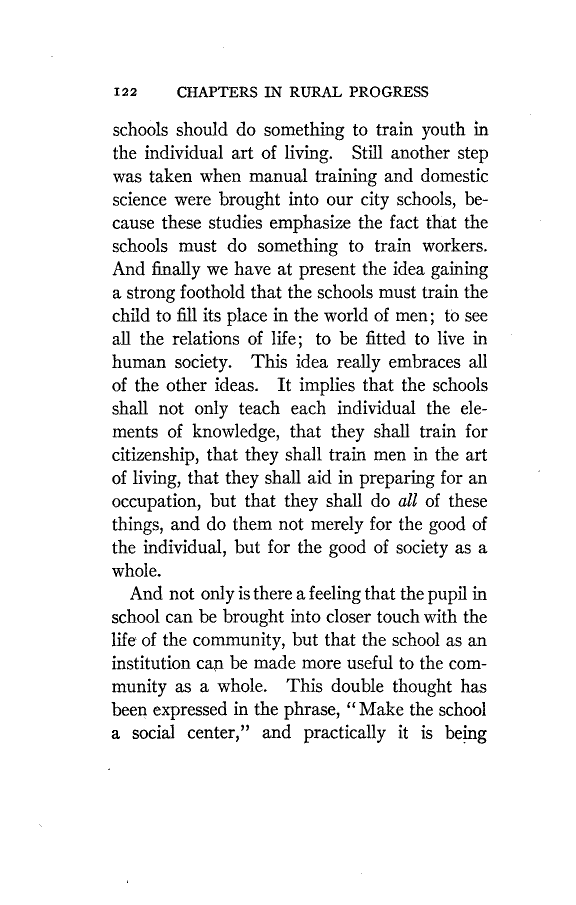 122 CHAPTERS IN RURAL PROGRESS
schools should do something to train youth in
the individual art of living. Still another step
was taken when manual training and domestic
science were brought into our city schools, be-
cause these studies emphasize the fact that the
schools must do something to train workers.
And finally we have at present the idea gaining
a strong foothold that the schools must train the
child to fill its place in the world of men; to see
all the relations of life; to be fitted to live in
human society. This idea really embraces all
of the other ideas. It implies that the schools
shall not only teach each individual the ele-
ments of knowledge, that they shall train for
citizenship, that they shall train men in the art
of living, that they shall aid in preparing for an
occupation, but that they shall do all of these
things, and do them not merely for the good of
the individual, but for the good of society as a
whole.
And not only is there a feeling that the pupil in
school can be brought into closer touch with the
life of the community, but that the school as an
institution can be made more useful to the com-
munity as a whole. This double thought has
been expressed in the phrase, "Make the school
a social center," and practically it is being